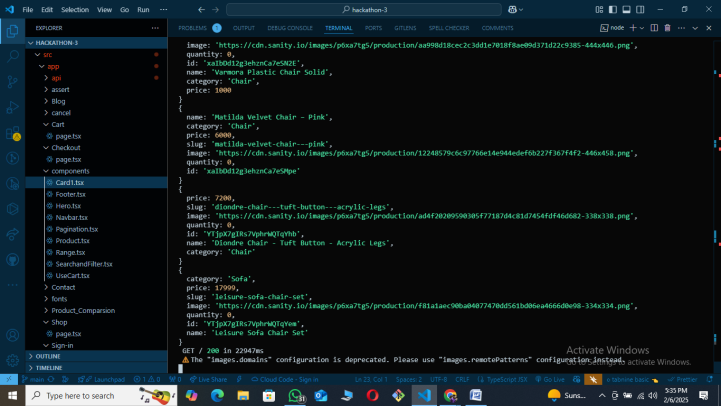 File Edit Selection View Go Run ...
hackathon-3
EXPLORER
PROBLEMS 1 OUTPUT DEBUG CONSOLE TERMINAL PORTS GITLENS SPELL CHECKER COMMENTS
node
HACKATHON-3
src
app
api
assert
Blog
cancel
Cart
page.tsx
Checkout
page.tsx
components
Card1.tsx
Footer.tsx
Hero.tsx
Navbar.tsx
Pagination.tsx
Product.tsx
Range.tsx
SearchandFilter.tsx
UseCart.tsx
Contact
fonts
Product_Comparsion
Shop
page.tsx
Sign-in
OUTLINE
TIMELINE
image: 'https://cdn.sanity.io/images/p6xa7tg5/production/aa998d18cec2c3dd1e7018f8ae09d371d22c9385-444x446.png',
quantity: 0,
id: 'xaIbDd12g3ehznCa7eSN2E',
name: 'Varmora Plastic Chair Solid',
category: 'Chair',
price: 1000
}
{
name: 'Matilda Velvet Chair – Pink',
category: 'Chair',
price: 6000,
slug: 'matilda-velvet-chair---pink',
image: 'https://cdn.sanity.io/images/p6xa7tg5/production/12248579c6c97766e14e944edef6b227f367f4f2-446x458.png',
quantity: 0,
id: 'xaIbDd12g3ehznCa7eSMpe'
}
{
price: 7200,
slug: 'diondre-chair---tuft-button---acrylic-legs',
image: 'https://cdn.sanity.io/images/p6xa7tg5/production/ad4f20209590305f77187d4c81d7454fdf46d682-338x338.png',
quantity: 0,
id: 'YTjpX7gIRs7VphrWQTqYhb',
name: 'Diondre Chair - Tuft Button - Acrylic Legs',
category: 'Chair'
}
{
category: 'Sofa',
price: 17999,
slug: 'leisure-sofa-chair-set',
image: 'https://cdn.sanity.io/images/p6xa7tg5/production/f81a1aec90ba04077470dd561bd06ea4666d0e98-334x334.png',
quantity: 0,
id: 'YTjpX7gIRs7VphrWQTqYem',
name: 'Leisure Sofa Chair Set'
}
GET / 200 in 22947ms
⚠ The "images.domains" configuration is deprecated. Please use "images.remotePatterns" configuration instead.
Activate Windows
Go to Settings to activate Windows.
main Launchpad 1 0 Live Share Cloud Code - Sign in Ln 23, Col 1 Spaces: 2 UTF-8 CRLF TypeScript JSX Go Live tabnine basic Prettier
Type here to search
Suns...
5:35 PM
2/6/2025